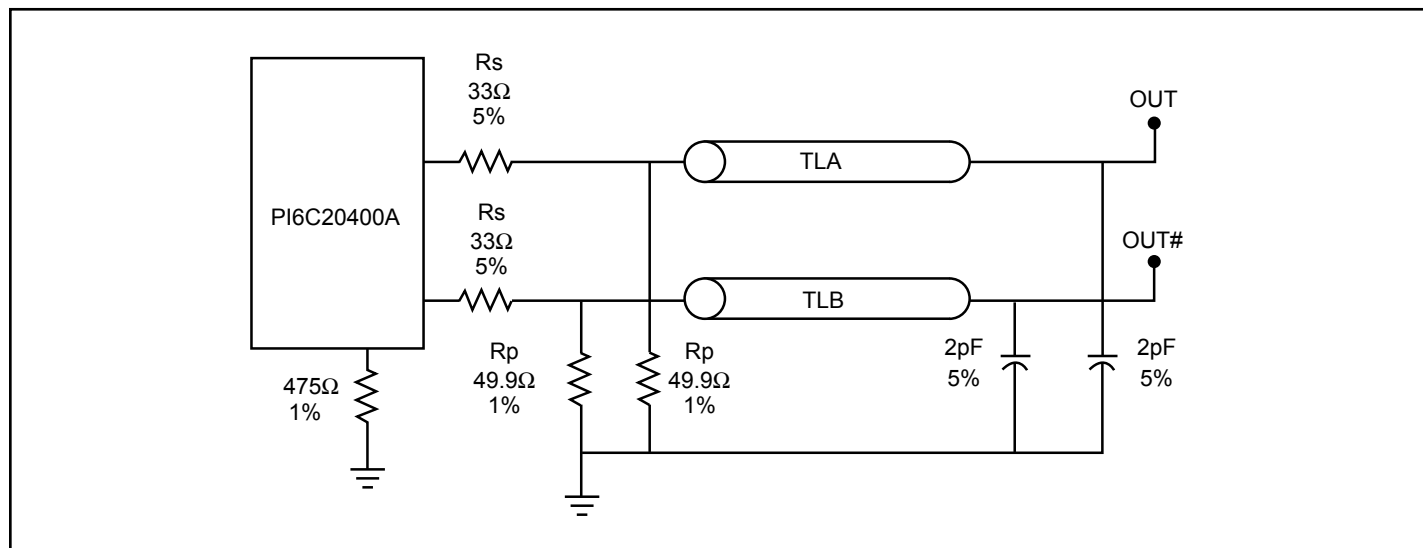 Rs
33Ω
5%
OUT
TLA
PI6C20400A
Rs
33Ω
5%
OUT#
TLB
475Ω
1%
Rp
49.9Ω
1%
Rp
49.9Ω
1%
2pF
5%
2pF
5%